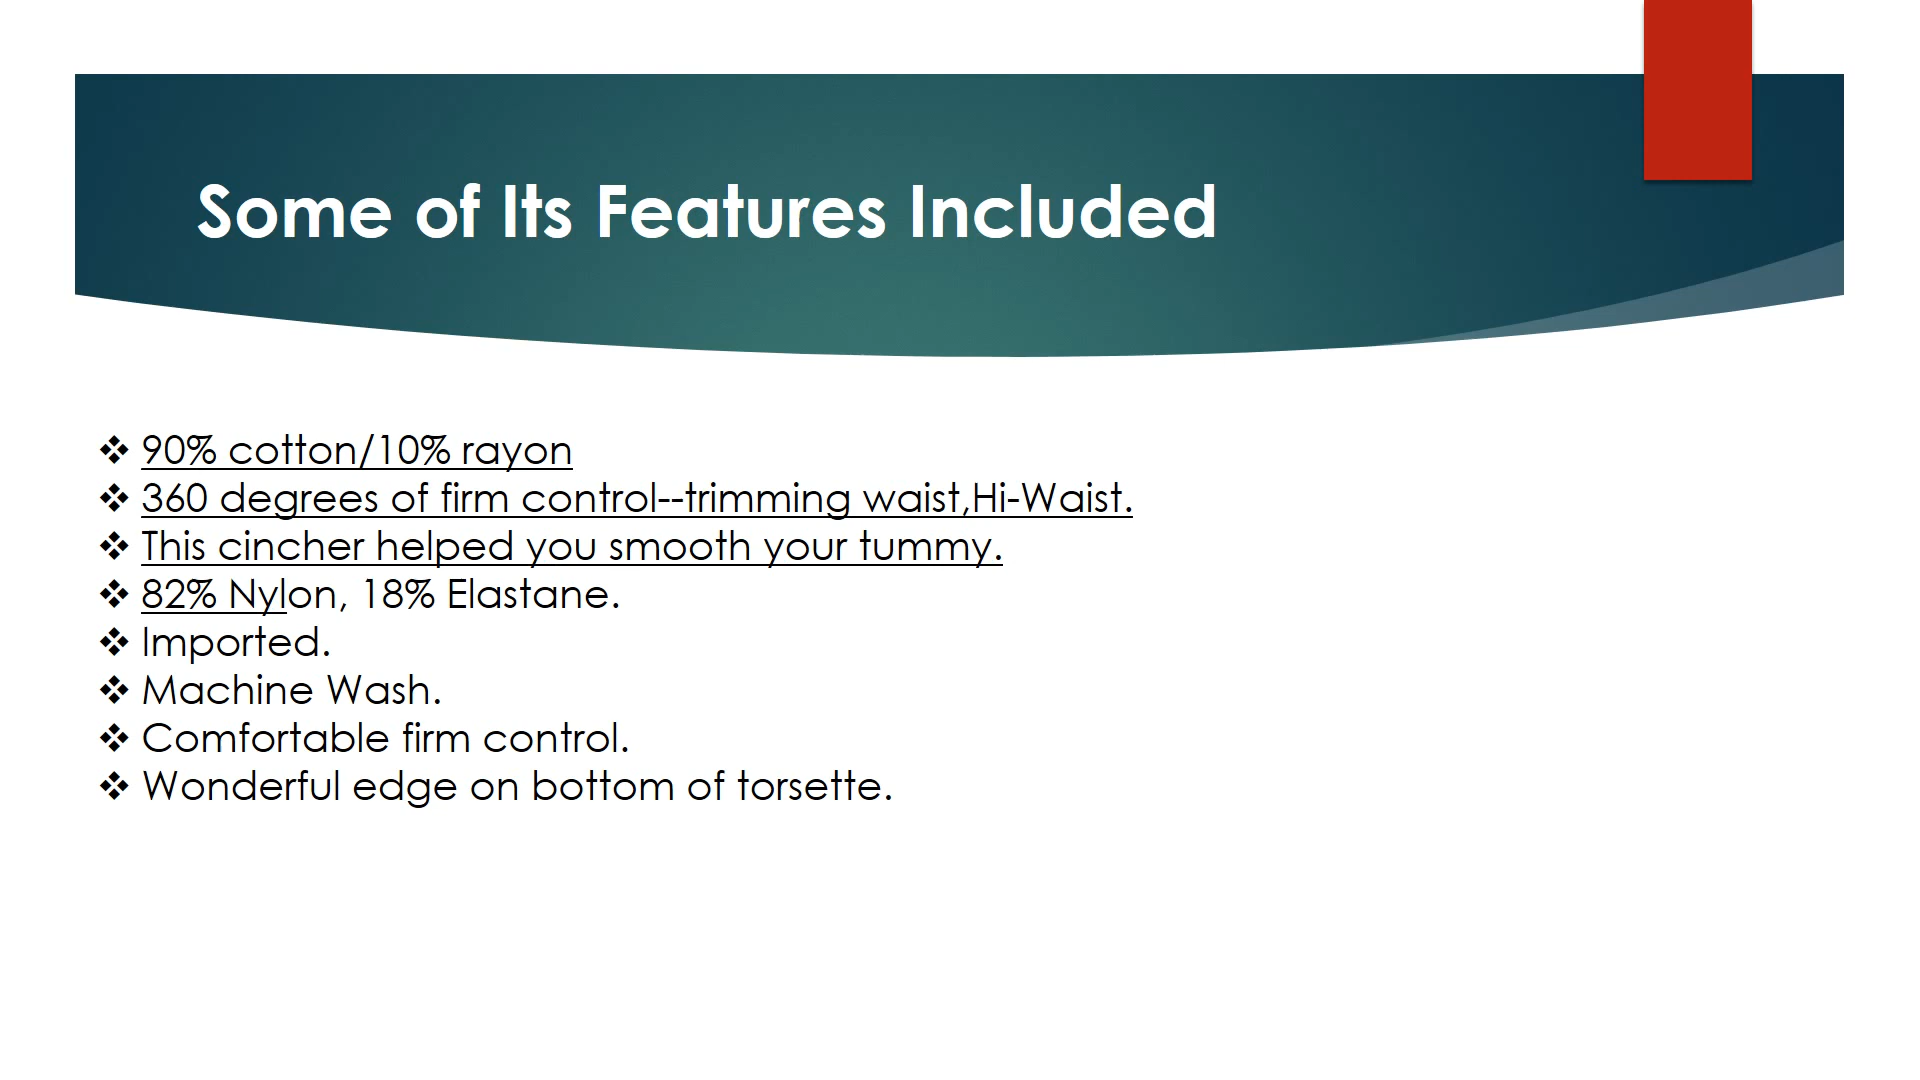 Some of Its Features Included
❖ 90% cotton/10% rayon
❖ 360 degrees of firm control--trimming waist,Hi-Waist.
❖ This cincher helped you smooth your tummy.
❖ 82% Nylon, 18% Elastane.
❖ Imported.
❖ Machine Wash.
❖ Comfortable firm control.
❖ Wonderful edge on bottom of torsette.